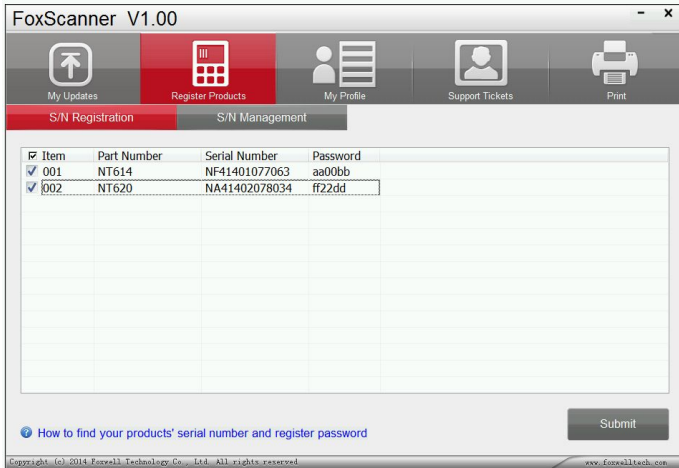 FoxScanner V1.00
My Updates Register Products My Profile Support Tickets Print
S/N Registration S/N Management
Item Part Number Serial Number Password
001 NT614 NF41401077063 aa00bb
002 NT620 NA41402078034 ff22dd
How to find your products' serial number and register password
Submit
Copyright (c) 2014 Foxwell Technology Co., Ltd. All rights reserved www.foxwelltech.com